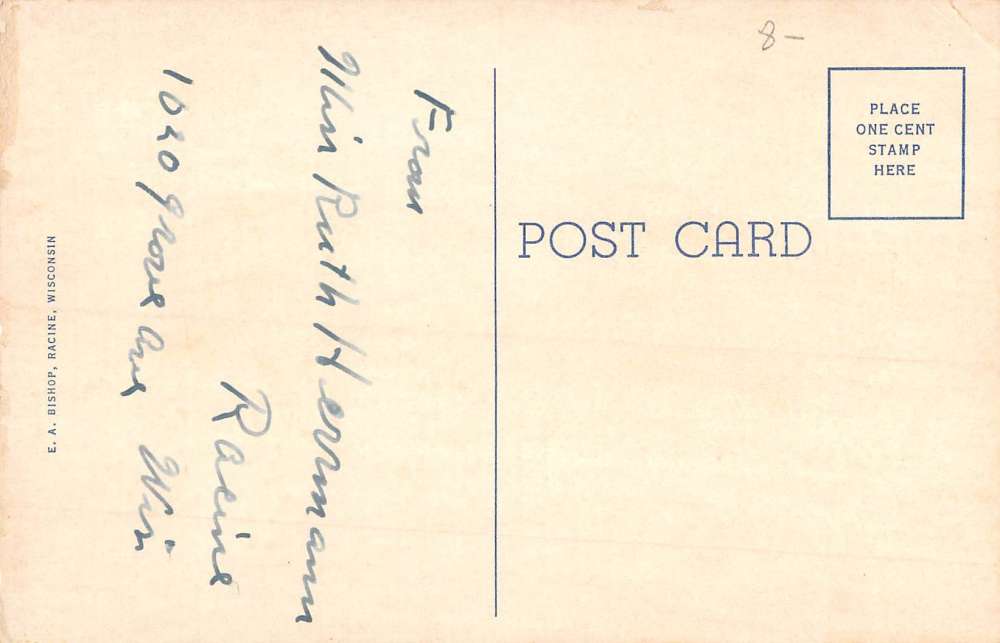 From
Miss Ruth Hermann
Racine
1020 Grove Ave Wis
E. A. BISHOP, RACINE, WISCONSIN
8-
POST CARD
PLACE
ONE CENT
STAMP
HERE